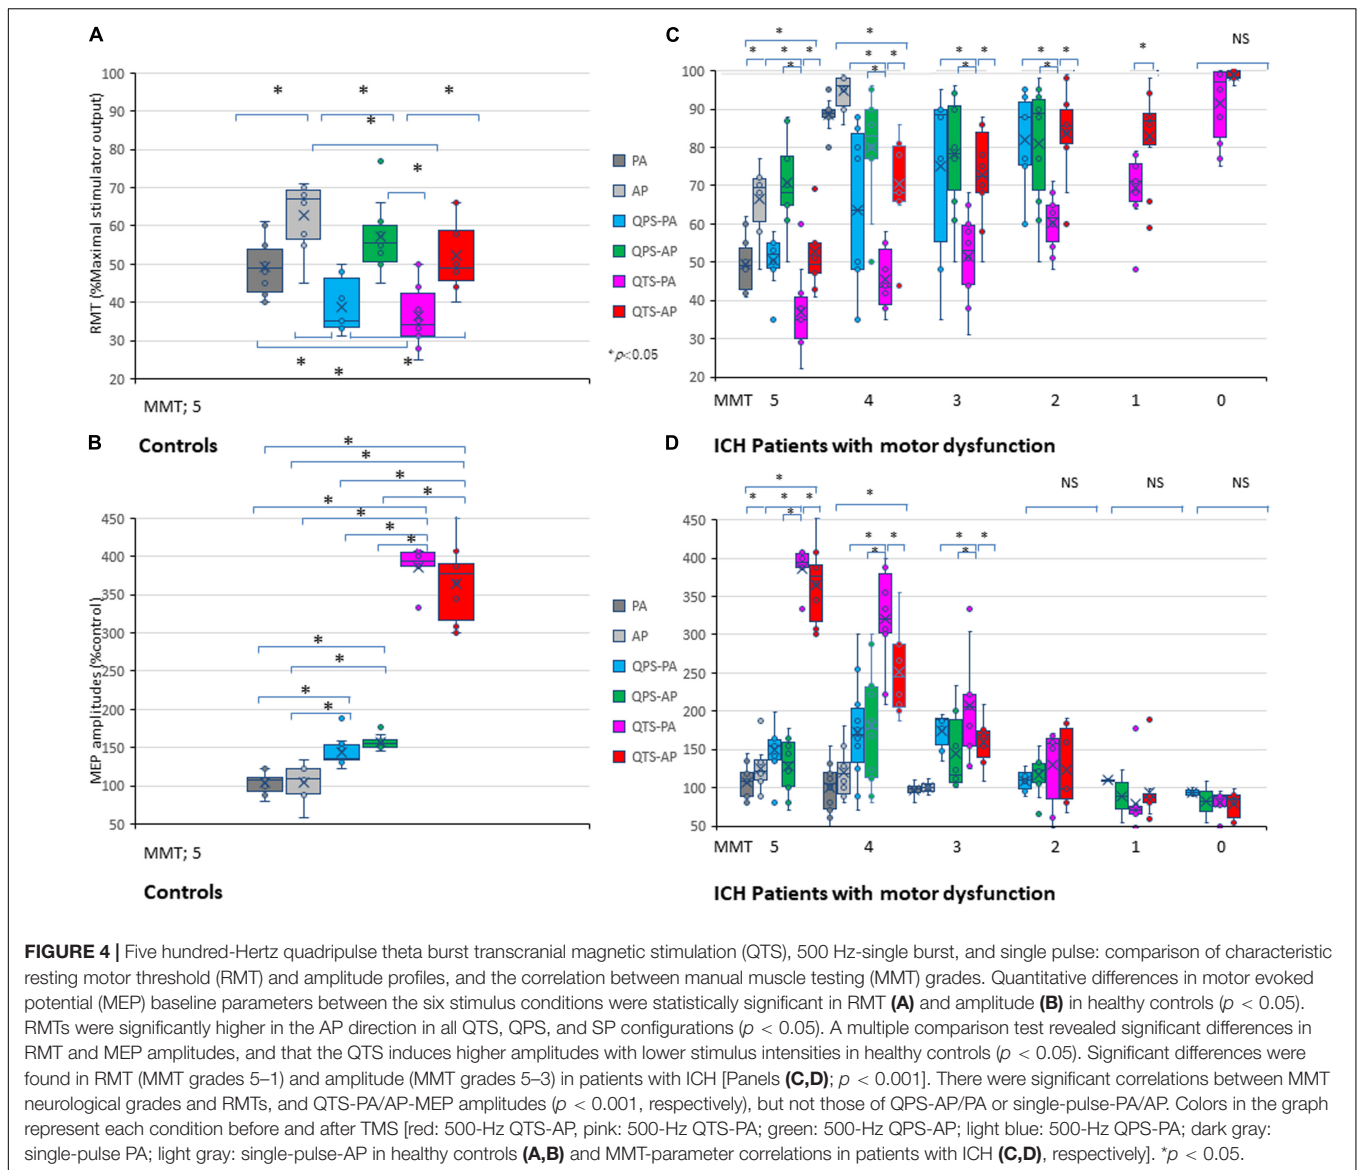 A
C
* * *
*
*
* * *
*
*
* * *
*
* * *
*
* * *
*
*
NS
RMT (%Maximal stimulator output)
100
90
80
70
60
50
40
30
20
*
*
*
MMT; 5
Controls
PA
AP
QPS-PA
QPS-AP
QTS-PA
QTS-AP
*p<0.05
100
90
80
70
60
50
40
30
20
MMT 5 4 3 2 1 0
ICH Patients with motor dysfunction
B
D
*
*
*
*
*
*
*
*
*
*
*
*
MEP amplitudes (%control)
450
400
350
300
250
200
150
100
50
MMT; 5
Controls
PA
AP
QPS-PA
QPS-AP
QTS-PA
QTS-AP
*
* * *
*
*
* *
*
* *
*
NS
NS
NS
450
400
350
300
250
200
150
100
50
MMT 5 4 3 2 1 0
ICH Patients with motor dysfunction
FIGURE 4 | Five hundred-Hertz quadripulse theta burst transcranial magnetic stimulation (QTS), 500 Hz-single burst, and single pulse: comparison of characteristic
resting motor threshold (RMT) and amplitude profiles, and the correlation between manual muscle testing (MMT) grades. Quantitative differences in motor evoked
potential (MEP) baseline parameters between the six stimulus conditions were statistically significant in RMT (A) and amplitude (B) in healthy controls (p < 0.05).
RMTs were significantly higher in the AP direction in all QTS, QPS, and SP configurations (p < 0.05). A multiple comparison test revealed significant differences in
RMT and MEP amplitudes, and that the QTS induces higher amplitudes with lower stimulus intensities in healthy controls (p < 0.05). Significant differences were
found in RMT (MMT grades 5–1) and amplitude (MMT grades 5–3) in patients with ICH [Panels (C,D); p < 0.001]. There were significant correlations between MMT
neurological grades and RMTs, and QTS-PA/AP-MEP amplitudes (p < 0.001, respectively), but not those of QPS-AP/PA or single-pulse-PA/AP. Colors in the graph
represent each condition before and after TMS [red: 500-Hz QTS-AP, pink: 500-Hz QTS-PA; green: 500-Hz QPS-AP; light blue: 500-Hz QPS-PA; dark gray:
single-pulse PA; light gray: single-pulse-AP in healthy controls (A,B) and MMT-parameter correlations in patients with ICH (C,D), respectively]. *p < 0.05.